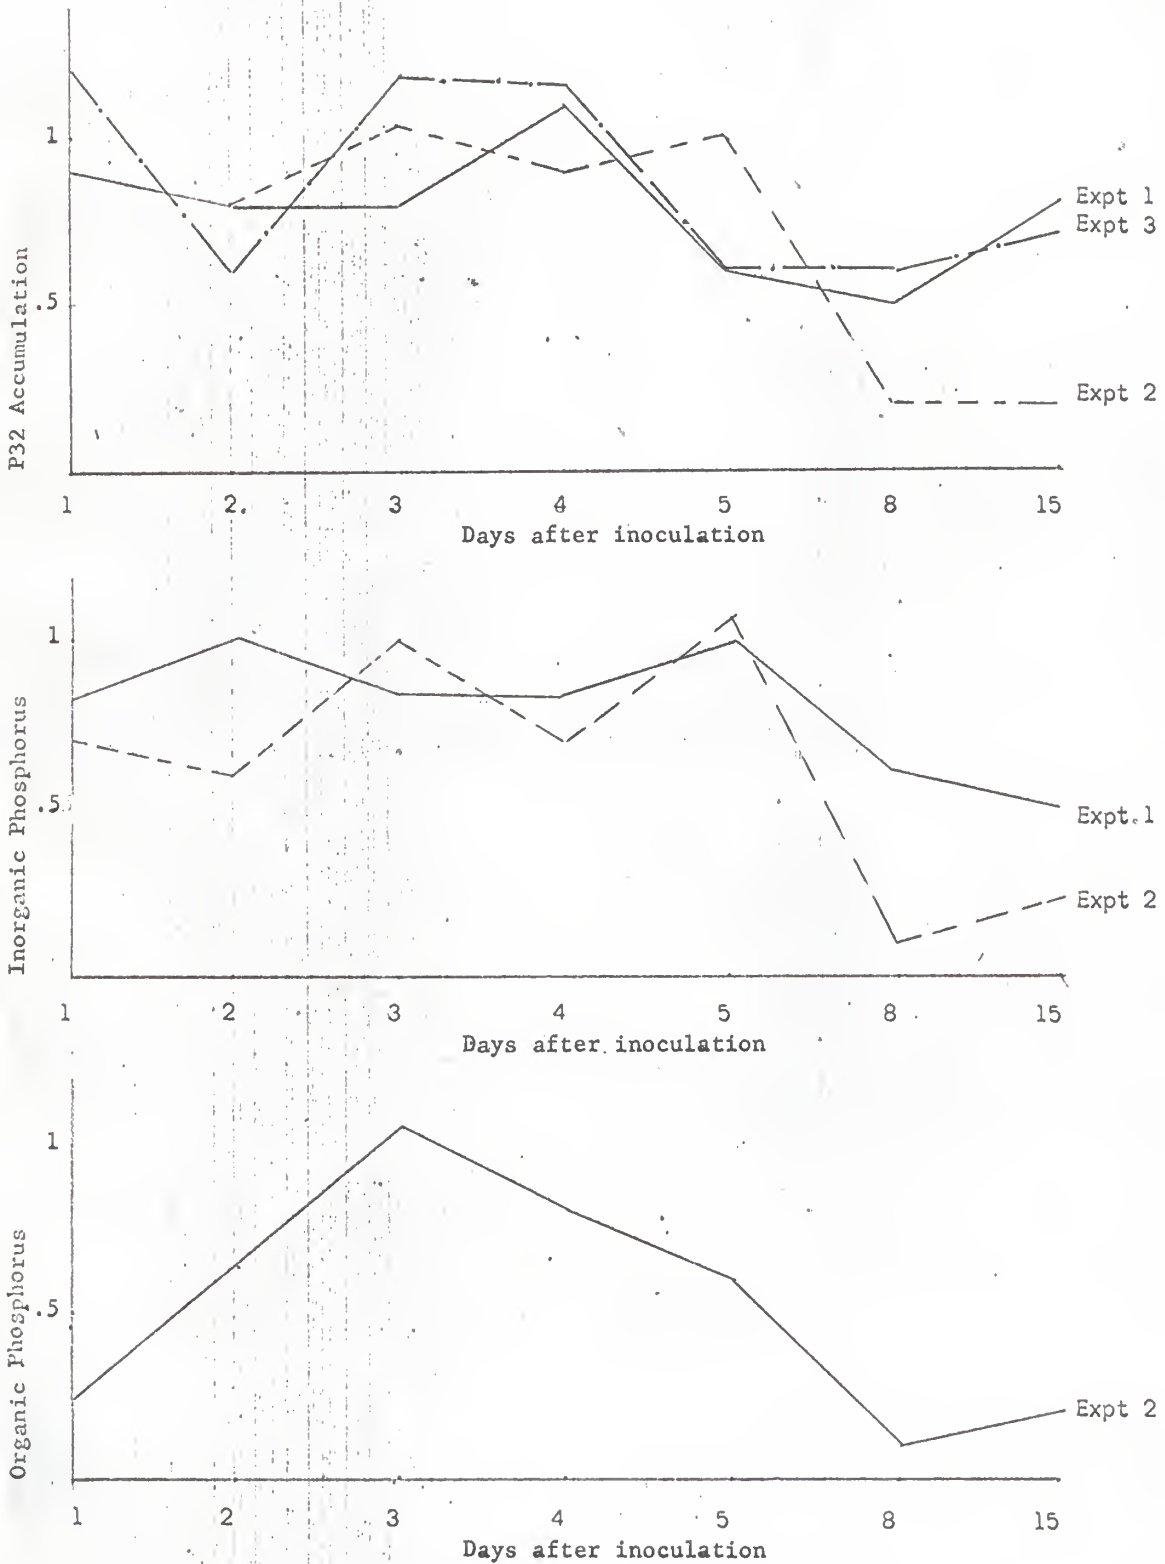 1
.5
P32 Accumulation
Expt 1
Expt 3
Expt 2
1 2. 3 4 5 8 15
Days after inoculation
1
.5
Inorganic Phosphorus
Expt.1
Expt 2
1 2 3 4 5 8 15
Days after inoculation
1
.5
Organic Phosphorus
Expt 2
1 2 3 4 5 8 15
Days after inoculation